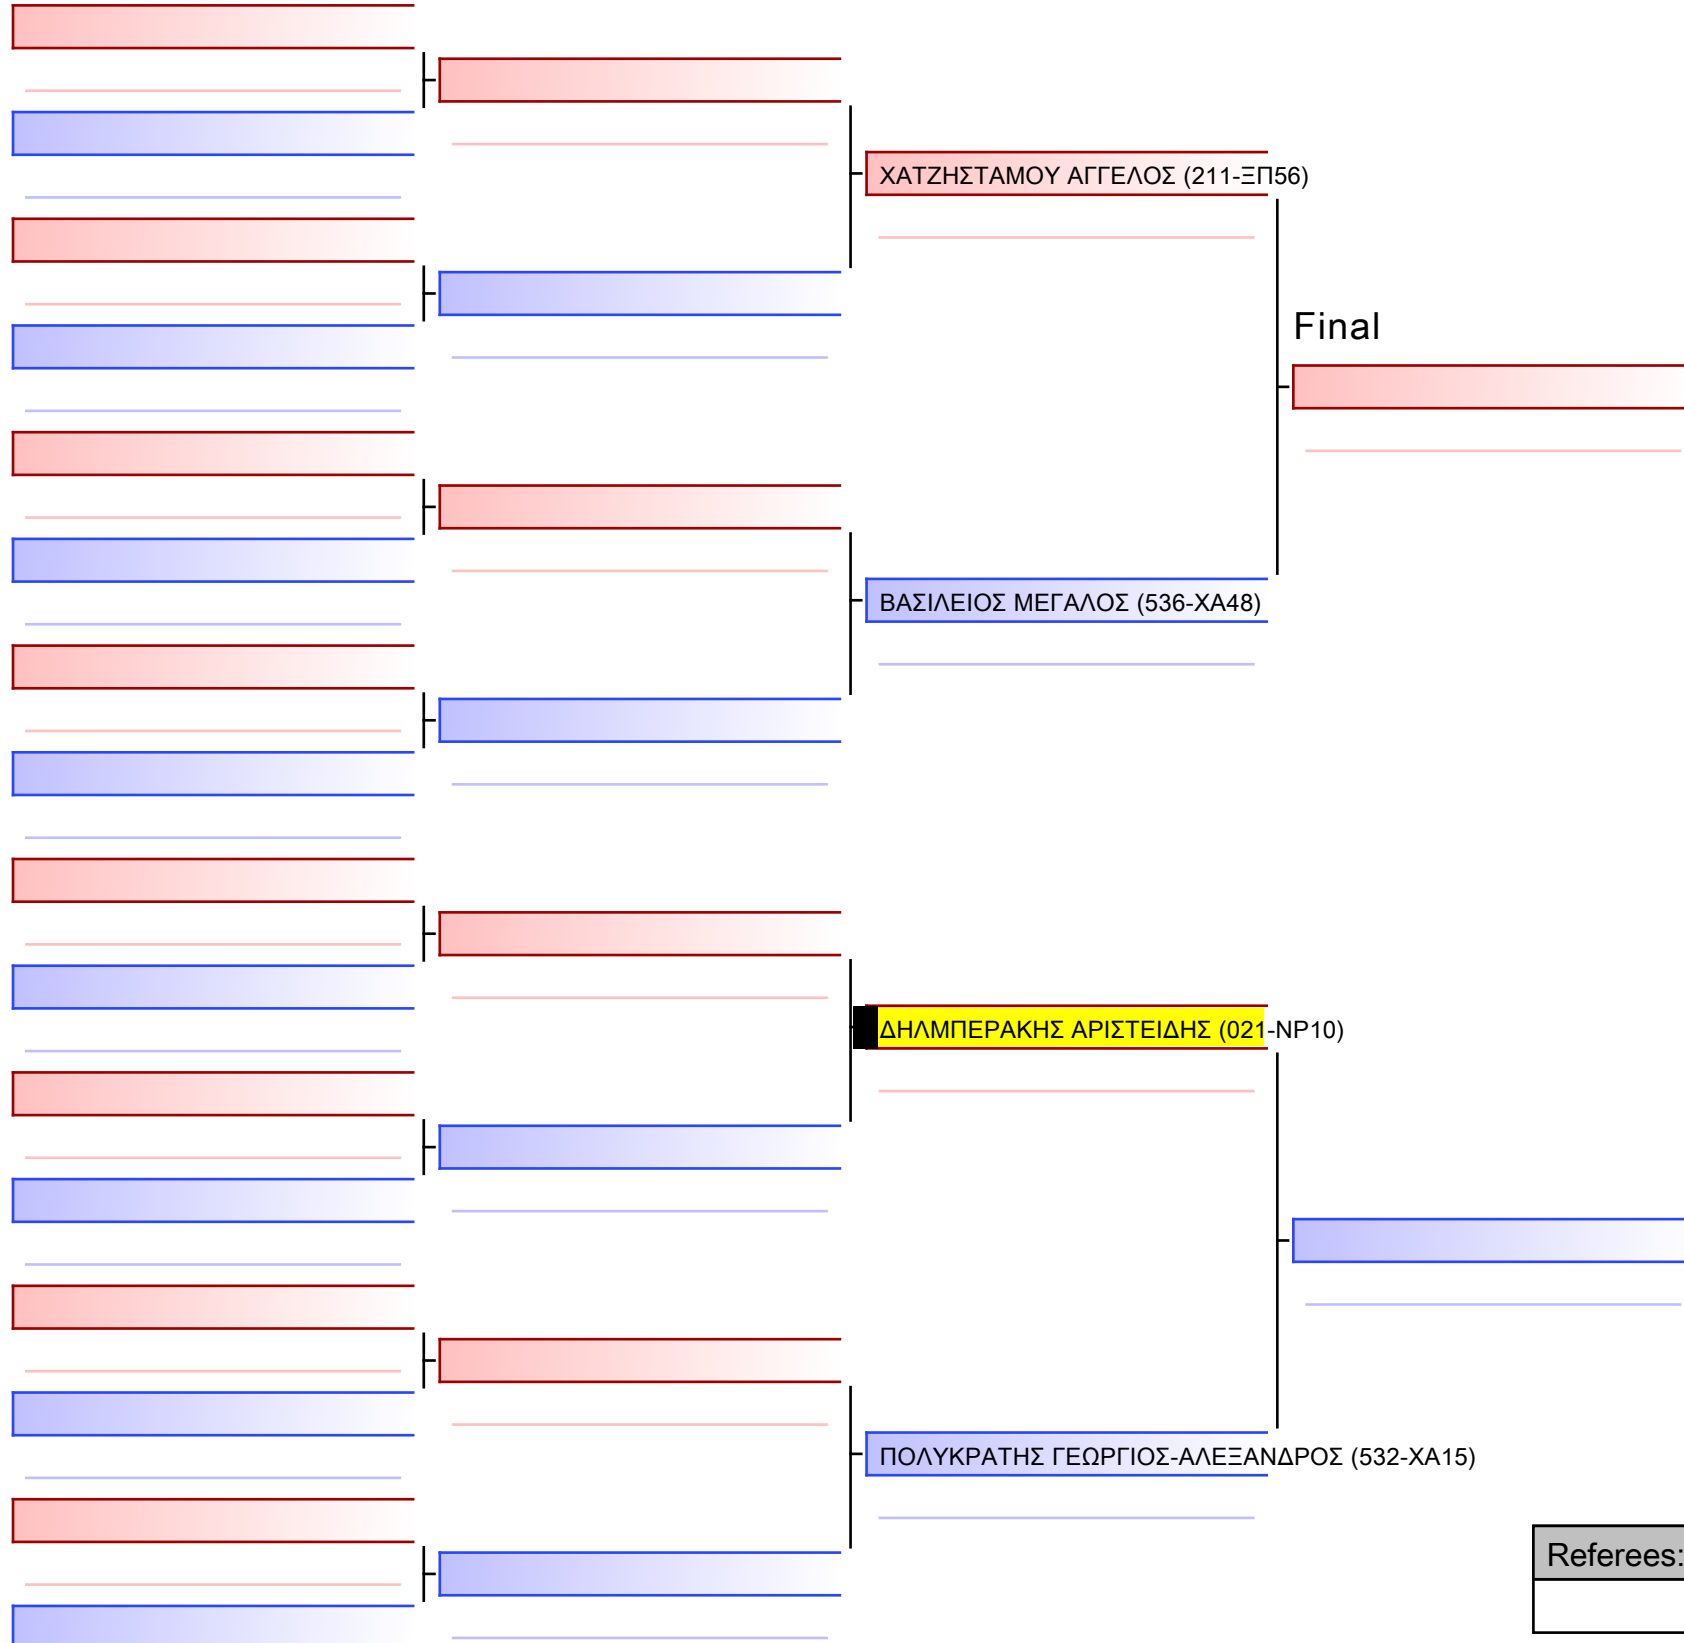 ΧΑΤΖΗΣΤΑΜΟΥ ΑΓΓΕΛΟΣ (211-ΞΠ56)
Final
ΒΑΣΙΛΕΙΟΣ ΜΕΓΑΛΟΣ (536-ΧΑ48)
ΔΗΛΜΠΕΡΑΚΗΣ ΑΡΙΣΤΕΙΔΗΣ (021-ΝΡ10)
ΠΟΛΥΚΡΑΤΗΣ ΓΕΩΡΓΙΟΣ-ΑΛΕΞΑΝΔΡΟΣ (532-ΧΑ15)
Referees: